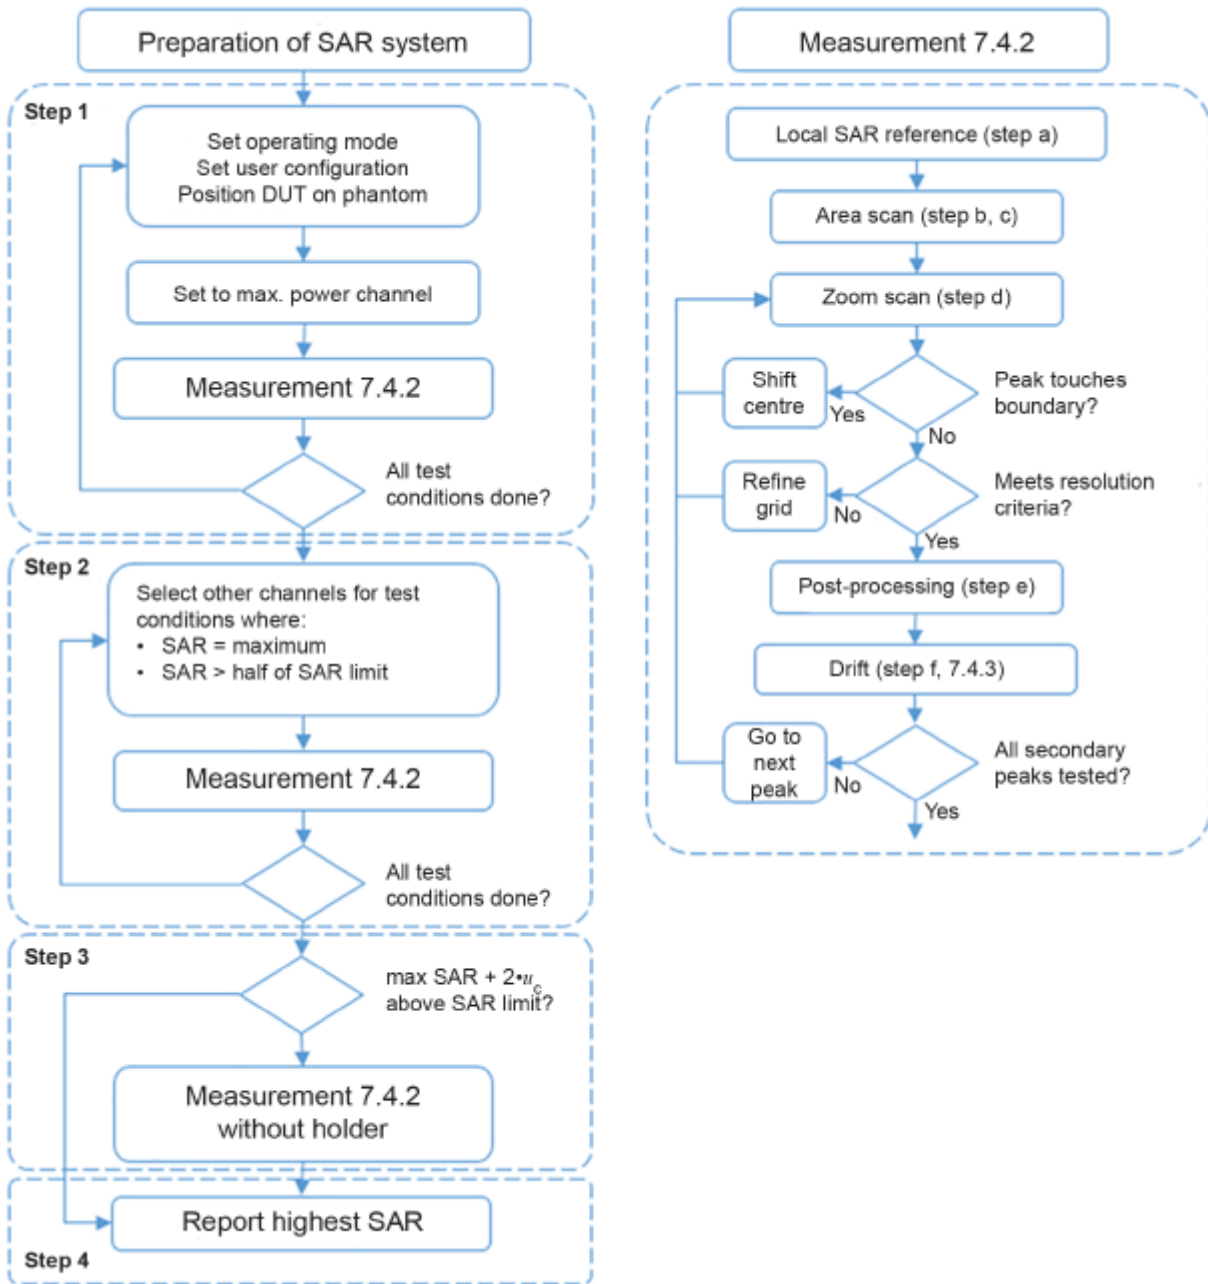 Preparation of SAR system
Step 1
Set operating mode
Set user configuration
Position DUT on phantom
Set to max. power channel
Measurement 7.4.2
All test
conditions done?
Step 2
Select other channels for test
conditions where:
• SAR = maximum
• SAR > half of SAR limit
Measurement 7.4.2
All test
conditions done?
Step 3
max SAR + 2•u_c
above SAR limit?
Measurement 7.4.2
without holder
Report highest SAR
Step 4
Measurement 7.4.2
Local SAR reference (step a)
Area scan (step b, c)
Zoom scan (step d)
Shift
centre
Yes
Peak touches
boundary?
No
Refine
grid
No
Meets resolution
criteria?
Yes
Post-processing (step e)
Drift (step f, 7.4.3)
Go to
next
peak
No
All secondary
peaks tested?
Yes